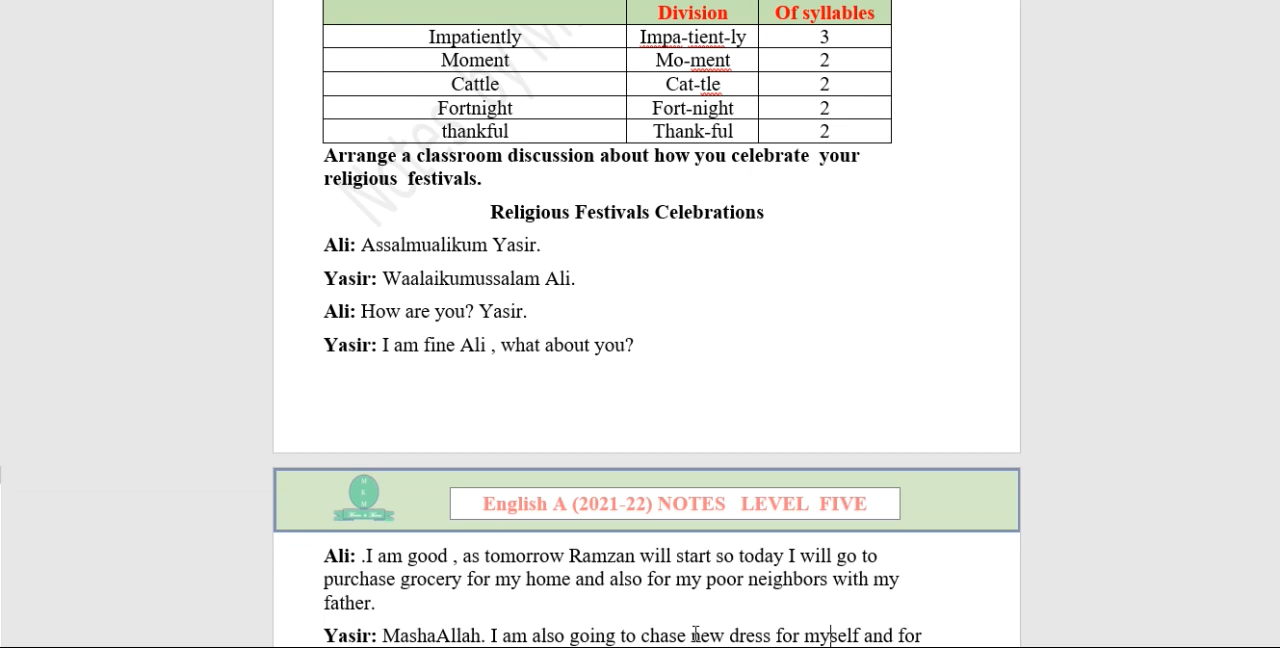 Division Of syllables
Impatiently Impa-tient-ly 3
Moment Mo-ment 2
Cattle Cat-tle 2
Fortnight Fort-night 2
thankful Thank-ful 2
Arrange a classroom discussion about how you celebrate your
religious festivals.
Religious Festivals Celebrations
Ali: Assalmualikum Yasir.
Yasir: Waalaikumussalam Ali.
Ali: How are you? Yasir.
Yasir: I am fine Ali , what about you?
English A (2021-22) NOTES LEVEL FIVE
Ali: .I am good , as tomorrow Ramzan will start so today I will go to
purchase grocery for my home and also for my poor neighbors with my
father.
Yasir: MashaAllah. I am also going to chase new dress for myself and for